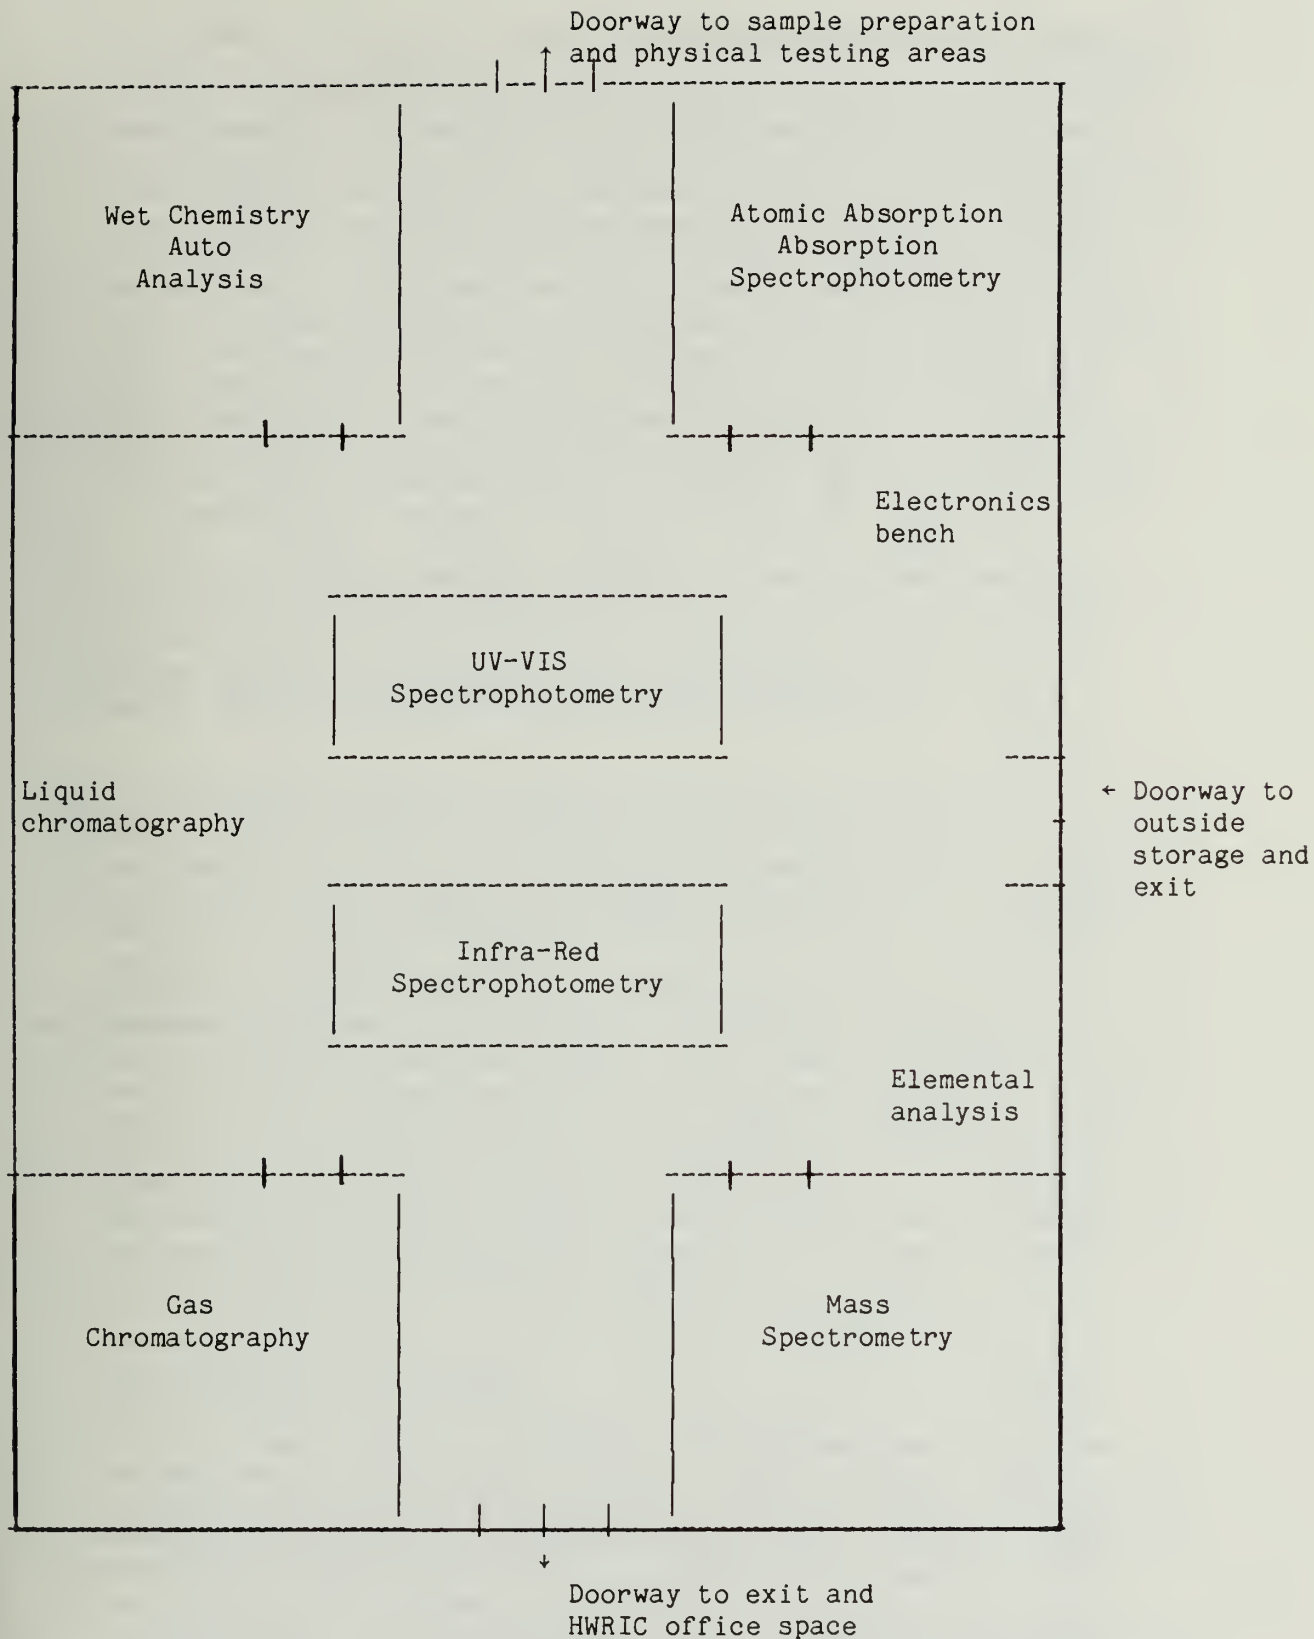 Doorway to sample preparation
and physical testing areas
Wet Chemistry
Auto
Analysis
Atomic Absorption
Absorption
Spectrophotometry
Electronics
bench
UV-VIS
Spectrophotometry
Liquid
chromatography
← Doorway to
outside
storage and
exit
Infra-Red
Spectrophotometry
Elemental
analysis
Gas
Chromatography
Mass
Spectrometry
Doorway to exit and
HWRIC office space